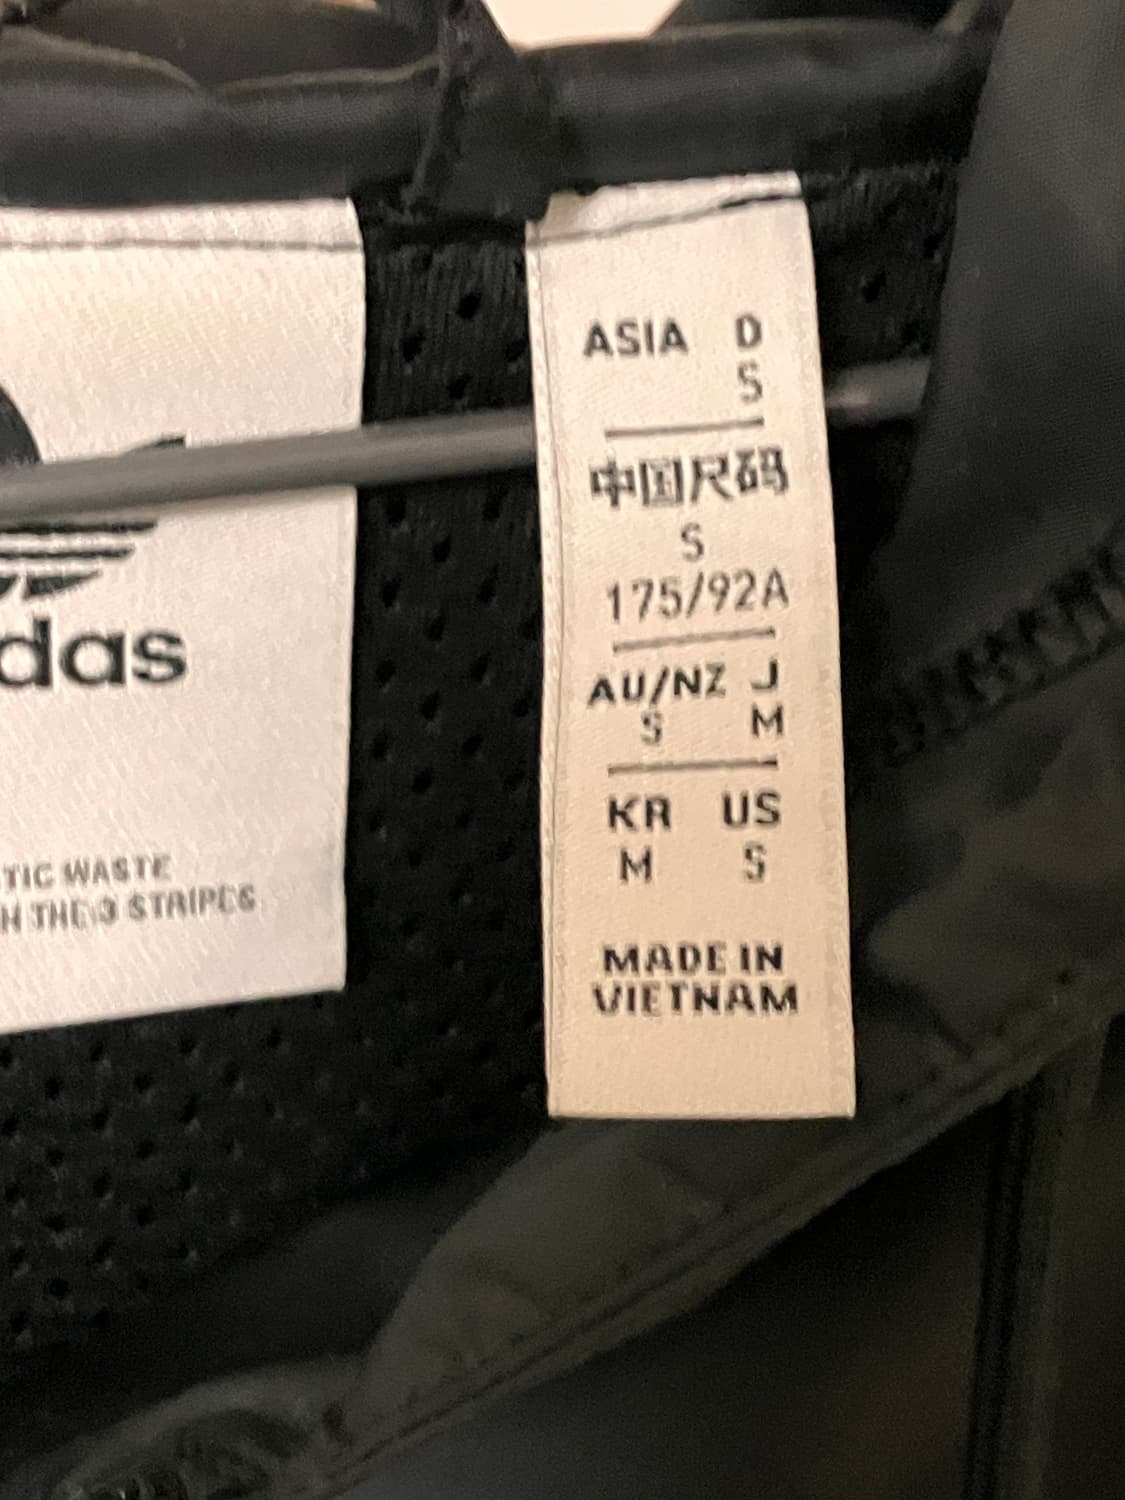 das
TIC WASTE
H THE 3 STRIPES
ASIA D
S
中国尺码
S
175/92A
AU/NZ J
S M
KR US
M S
MADE IN
VIETNAM